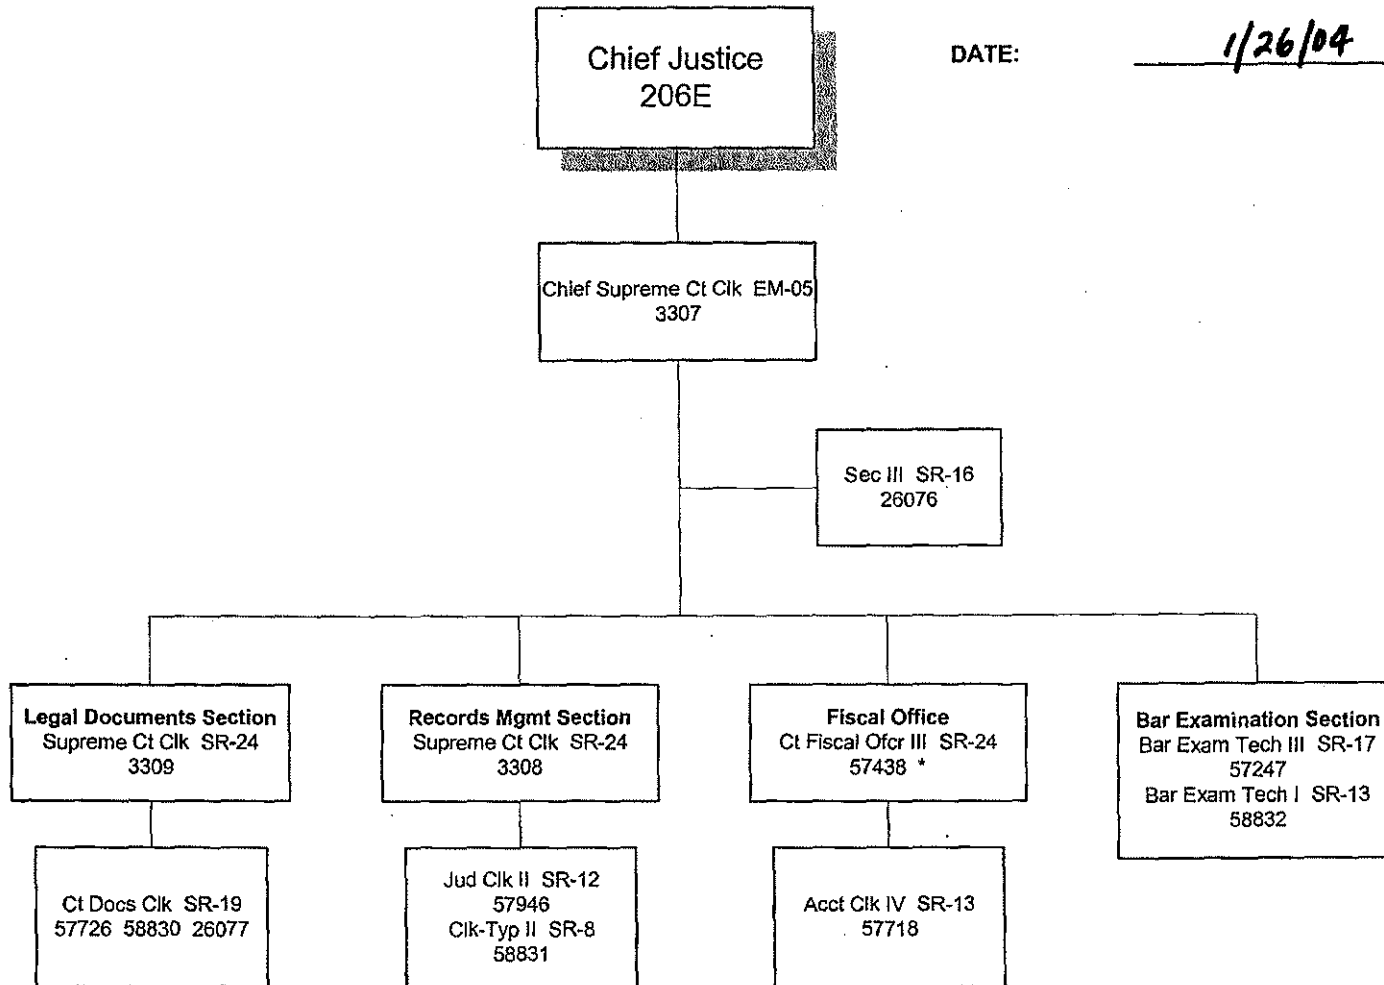 Chief Justice
206E
DATE: 1/26/04
Chief Supreme Ct Clk EM-05
3307
Sec III SR-16
26076
Legal Documents Section
Supreme Ct Clk SR-24
3309
Records Mgmt Section
Supreme Ct Clk SR-24
3308
Fiscal Office
Ct Fiscal Ofcr III SR-24
57438 *
Bar Examination Section
Bar Exam Tech III SR-17
57247
Bar Exam Tech I SR-13
58832
Ct Docs Clk SR-19
57726 58830 26077
Jud Clk II SR-12
57946
Clk-Typ II SR-8
58831
Acct Clk IV SR-13
57718